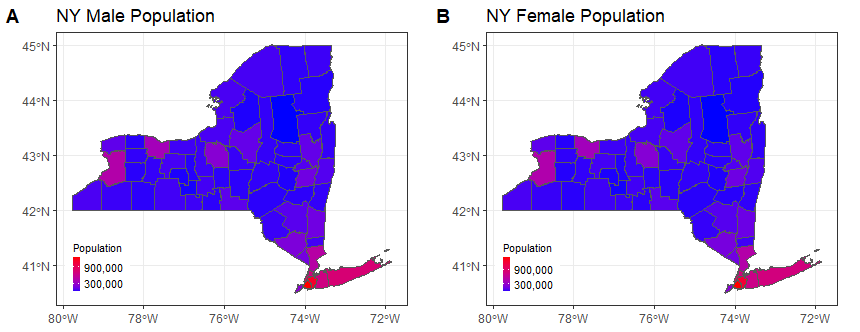 A
NY Male Population
45°N
44°N
43°N
42°N
41°N
Population
900,000
300,000
80°W
78°W
76°W
74°W
72°W
B
NY Female Population
45°N
44°N
43°N
42°N
41°N
Population
900,000
300,000
80°W
78°W
76°W
74°W
72°W